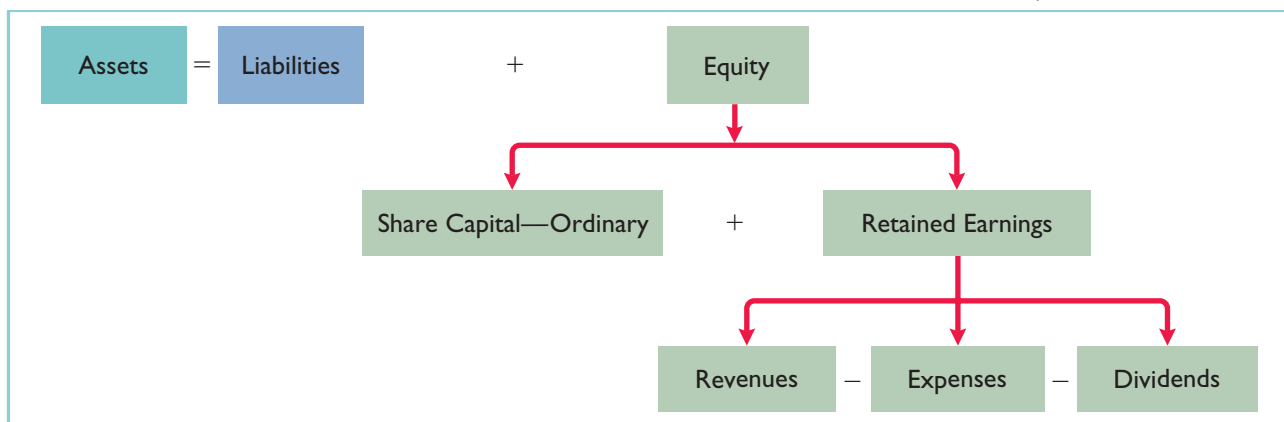 Assets = Liabilities + Equity
Share Capital—Ordinary + Retained Earnings
Revenues – Expenses – Dividends